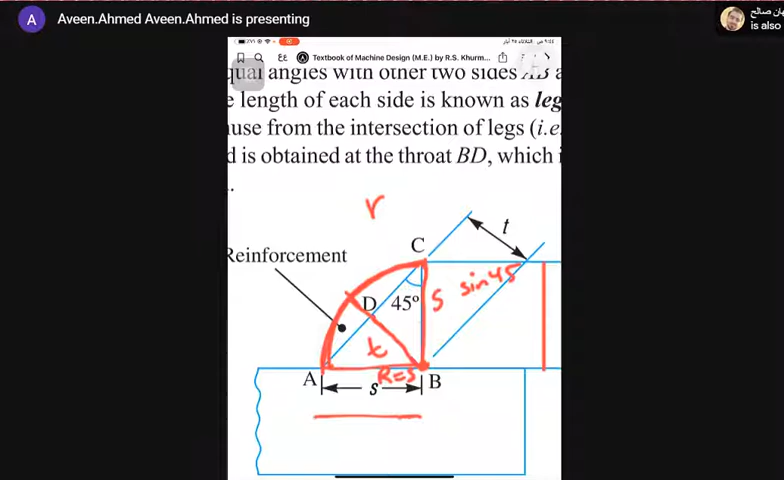 A Aveen.Ahmed Aveen.Ahmed is presenting
is also
Textbook of Machine Design (M.E.) by R.S. Khurm...
qual angles with other two sides AB a
e length of each side is known as leg
use from the intersection of legs (i.e.
d is obtained at the throat BD, which i
.
r
t
C
Reinforcement
D 45° S sin45
t
A s R=S B